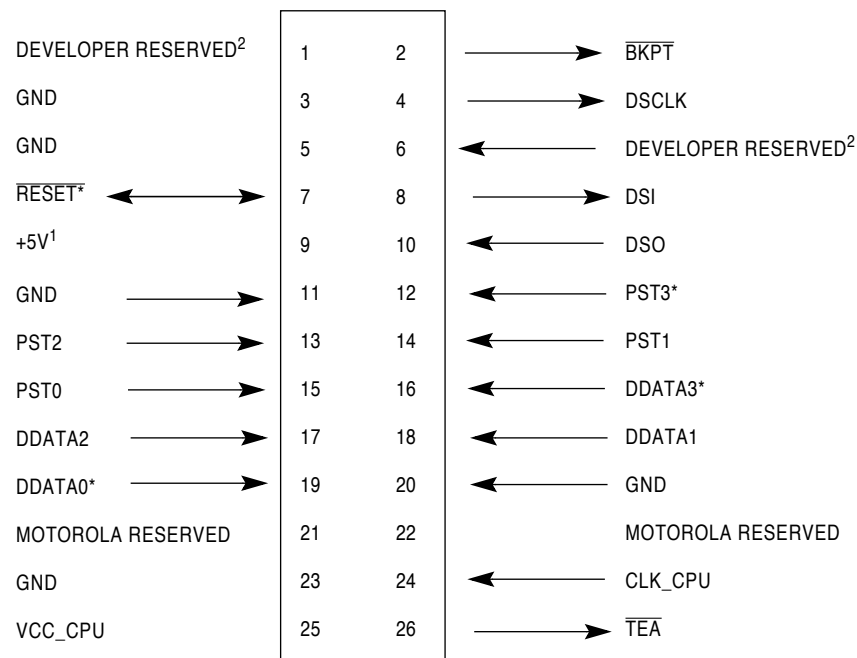 DEVELOPER RESERVED2 1 2 BKPT
GND 3 4 DSCLK
GND 5 6 DEVELOPER RESERVED2
RESET* 7 8 DSI
+5V1 9 10 DSO
GND 11 12 PST3*
PST2 13 14 PST1
PST0 15 16 DDATA3*
DDATA2 17 18 DDATA1
DDATA0* 19 20 GND
MOTOROLA RESERVED 21 22 MOTOROLA RESERVED
GND 23 24 CLK_CPU
VCC_CPU 25 26 TEA